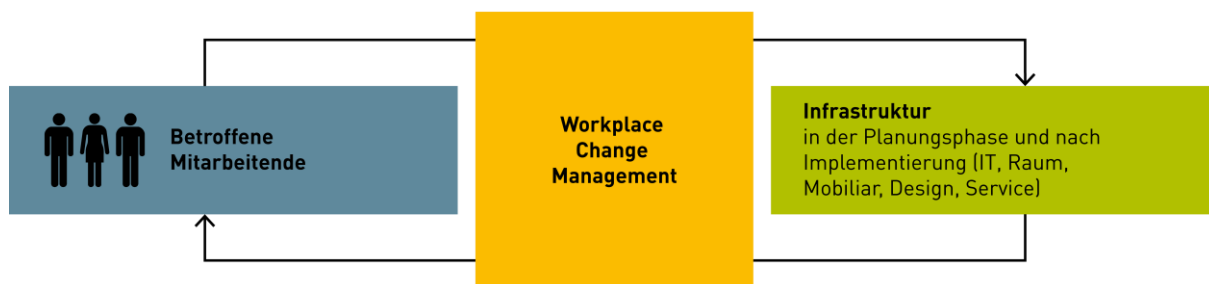 Betroffene
Mitarbeitende
Workplace
Change
Management
Infrastruktur
in der Planungsphase und nach
Implementierung (IT, Raum,
Mobiliar, Design, Service)